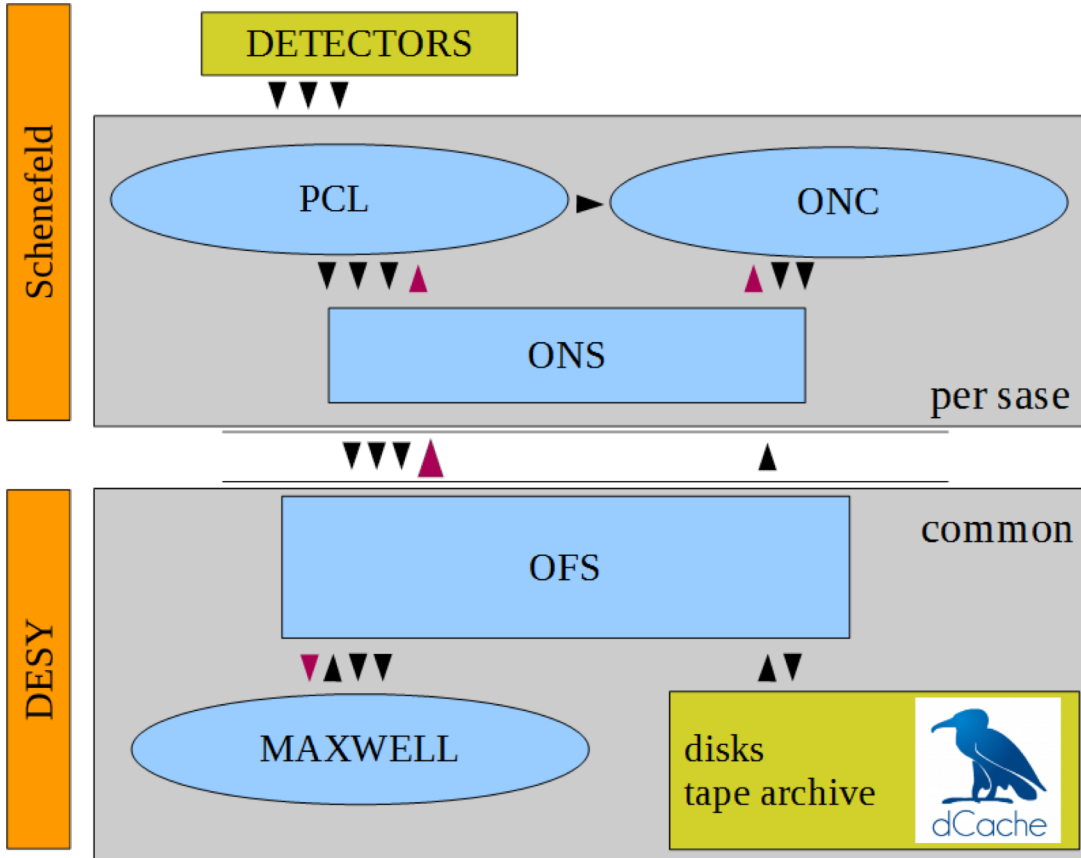 Schenefeld
DETECTORS
PCL
ONC
ONS
per sase
DESY
common
OFS
MAXWELL
disks
tape archive
dCache